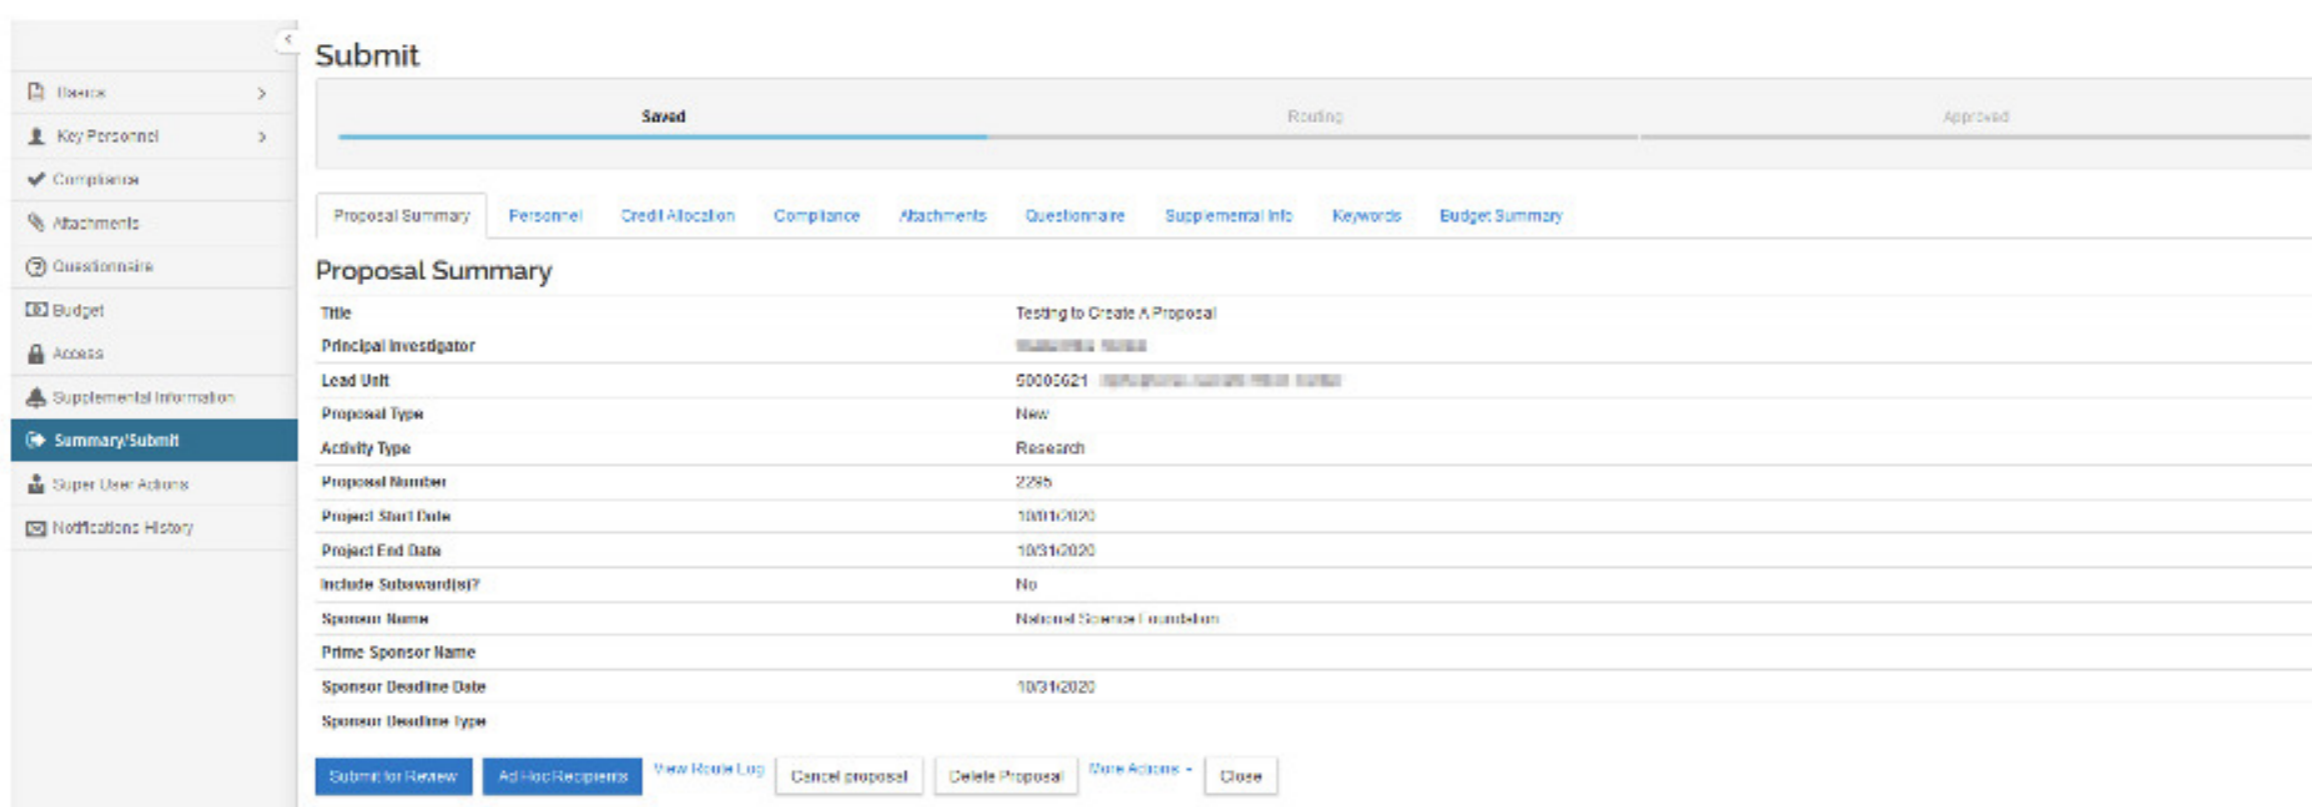 Submit
Basics
Key Personnel
Compliance
Attachments
Questionnaire
Budget
Access
Supplemental Information
Summary/Submit
Super User Actions
Notifications History
Saved Routing Approved
Proposal Summary Personnel Credit Allocation Compliance Attachments Questionnaire Supplemental Info Keywords Budget Summary
Proposal Summary
Title Testing to Create A Proposal
Principal Investigator
Lead Unit 50005621
Proposal Type New
Activity Type Research
Proposal Number 2295
Project Start Date 10/01/2020
Project End Date 10/31/2020
Include Subaward(s)? No
Sponsor Name National Science Foundation
Prime Sponsor Name
Sponsor Deadline Date 10/31/2020
Sponsor Deadline Type
Submit for Review Ad Hoc Recipients View Route Log Cancel proposal Delete Proposal More Actions Close